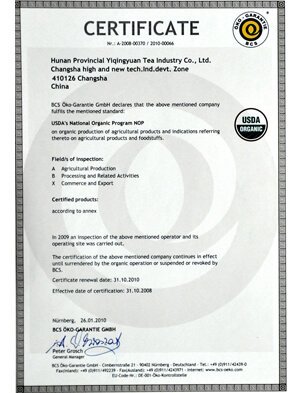 CERTIFICATE
Nr.: A-2008-00370 / 2010-00066
ÖKO-GARANTIE
BCS
Hunan Provincial Yiqingyuan Tea Industry Co., Ltd.
Changsha high and new tech.ind.devt. Zone
410126 Changsha
China
BCS Öko-Garantie GmbH declares that the above mentioned company
fulfils the mentioned standard:
USDA's National Organic Program NOP
on organic production of agricultural products and indications referring
thereto on agricultural products and foodstuffs.
USDA
ORGANIC
Field/s of inspection:
A Agricultural Production
B Processing and Related Activities
X Commerce and Export
Certified products:
according to annex
In 2009 an inspection of the above mentioned operator and its
operating site was carried out.
The certification of the above mentioned company continues in effect
until surrendered by the organic operation or suspended or revoked by
BCS.
Certificate renewal date: 31.10.2010
Effective date of certification: 31.10.2008
Nürnberg, 26.01.2010
BCS ÖKO-GARANTIE GMBH
Peter Grosch
General Manager
BCS ÖKO-GARANTIE GMBH - Cimbernstraße 21 - 90402 Nürnberg - Deutschland - Tel.: +49 (0)911/42439-0
EU-Code-Nr.: DE-001 Öko-Kontrollstelle